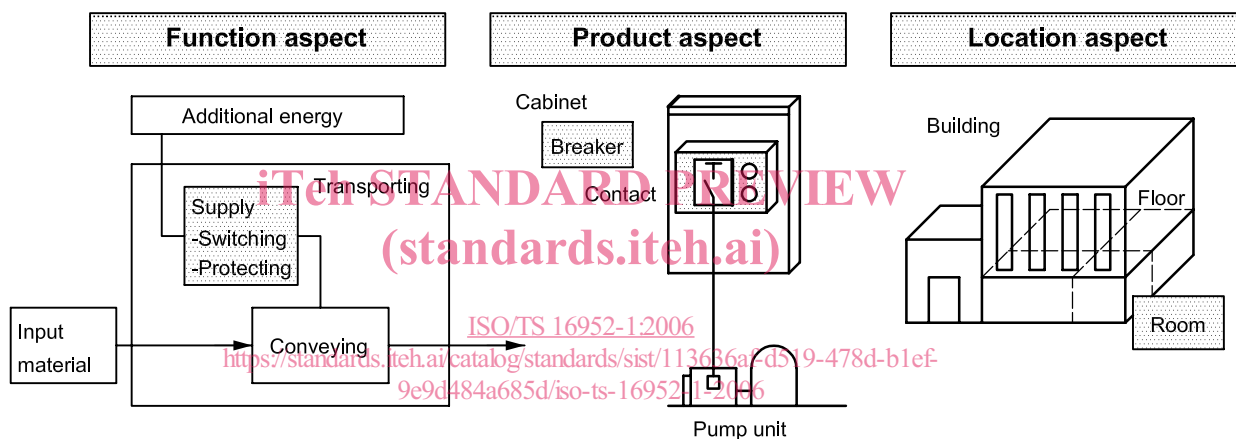 Function aspect
Product aspect
Location aspect
Additional energy
Transporting
Supply
-Switching
-Protecting
Input
material
Conveying
Cabinet
Breaker
Contact
Pump unit
Building
Floor
Room
iTeh STANDARD PREVIEW
(standards.iteh.ai)
ISO/TS 16952-1:2006
https://standards.iteh.ai/catalog/standards/sist/113636af-d519-478d-b1ef-
9e9d484a685d/iso-ts-16952-1-2006